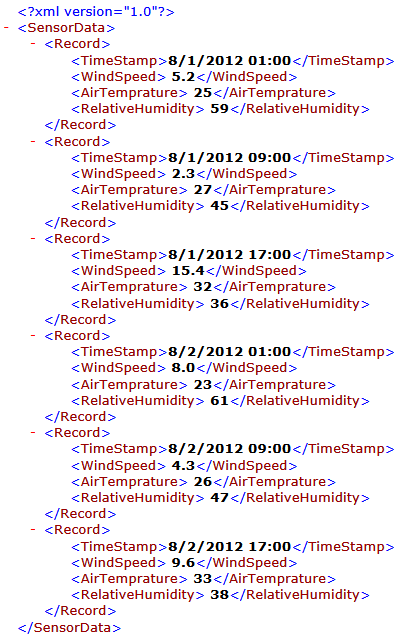 <?xml version="1.0"?>
- <SensorData>
- <Record>
<TimeStamp>8/1/2012 01:00</TimeStamp>
<WindSpeed> 5.2</WindSpeed>
<AirTemprature> 25</AirTemprature>
<RelativeHumidity> 59</RelativeHumidity>
</Record>
- <Record>
<TimeStamp>8/1/2012 09:00</TimeStamp>
<WindSpeed> 2.3</WindSpeed>
<AirTemprature> 27</AirTemprature>
<RelativeHumidity> 45</RelativeHumidity>
</Record>
- <Record>
<TimeStamp>8/1/2012 17:00</TimeStamp>
<WindSpeed> 15.4</WindSpeed>
<AirTemprature> 32</AirTemprature>
<RelativeHumidity> 36</RelativeHumidity>
</Record>
- <Record>
<TimeStamp>8/2/2012 01:00</TimeStamp>
<WindSpeed> 8.0</WindSpeed>
<AirTemprature> 23</AirTemprature>
<RelativeHumidity> 61</RelativeHumidity>
</Record>
- <Record>
<TimeStamp>8/2/2012 09:00</TimeStamp>
<WindSpeed> 4.3</WindSpeed>
<AirTemprature> 26</AirTemprature>
<RelativeHumidity> 47</RelativeHumidity>
</Record>
- <Record>
<TimeStamp>8/2/2012 17:00</TimeStamp>
<WindSpeed> 9.6</WindSpeed>
<AirTemprature> 33</AirTemprature>
<RelativeHumidity> 38</RelativeHumidity>
</Record>
</SensorData>